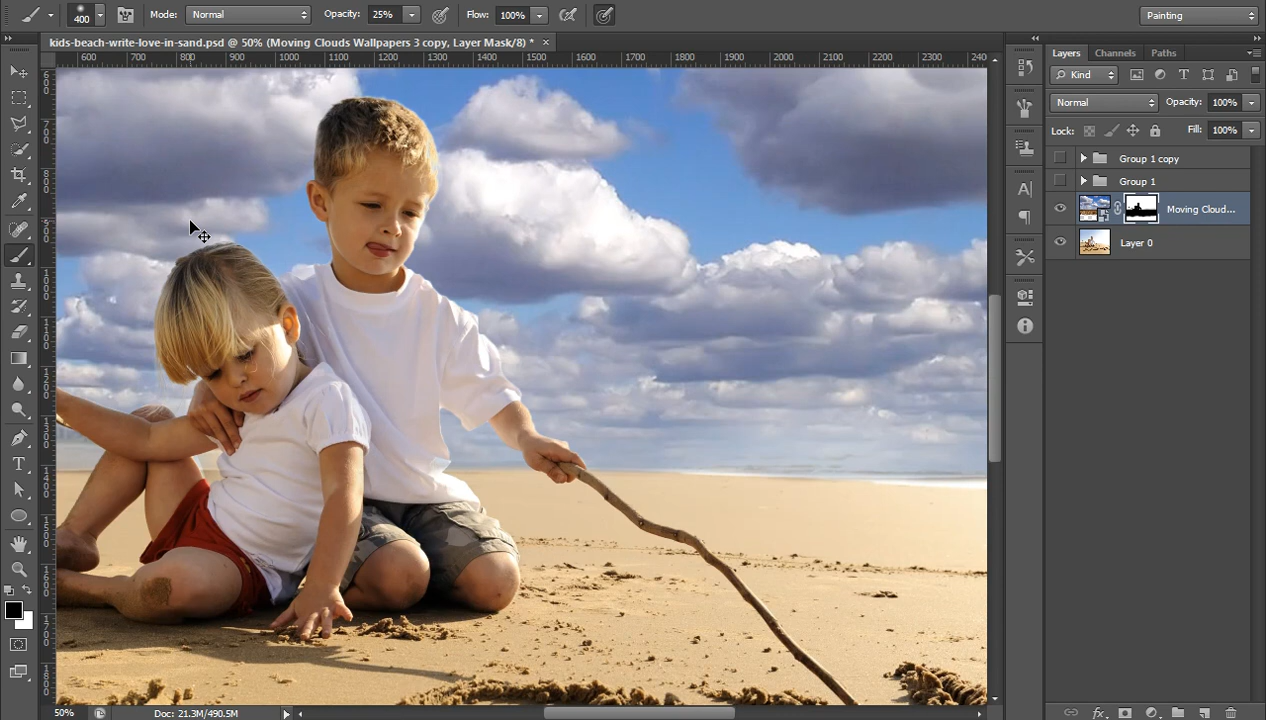 400 Mode: Normal Opacity: 25% Flow: 100% Painting
kids-beach-write-love-in-sand.psd @ 50% (Moving Clouds Wallpapers 3 copy, Layer Mask/8) * ×
600 700 800 900 1000 1100 1200 1300 1400 1500 1600 1700 1800 1900 2000 2100 2200 2300 240
Layers Channels Paths
Kind
Normal Opacity: 100%
Lock: Fill: 100%
Group 1 copy
Group 1
Moving Cloud...
Layer 0
50% Doc: 21.3M/490.5M